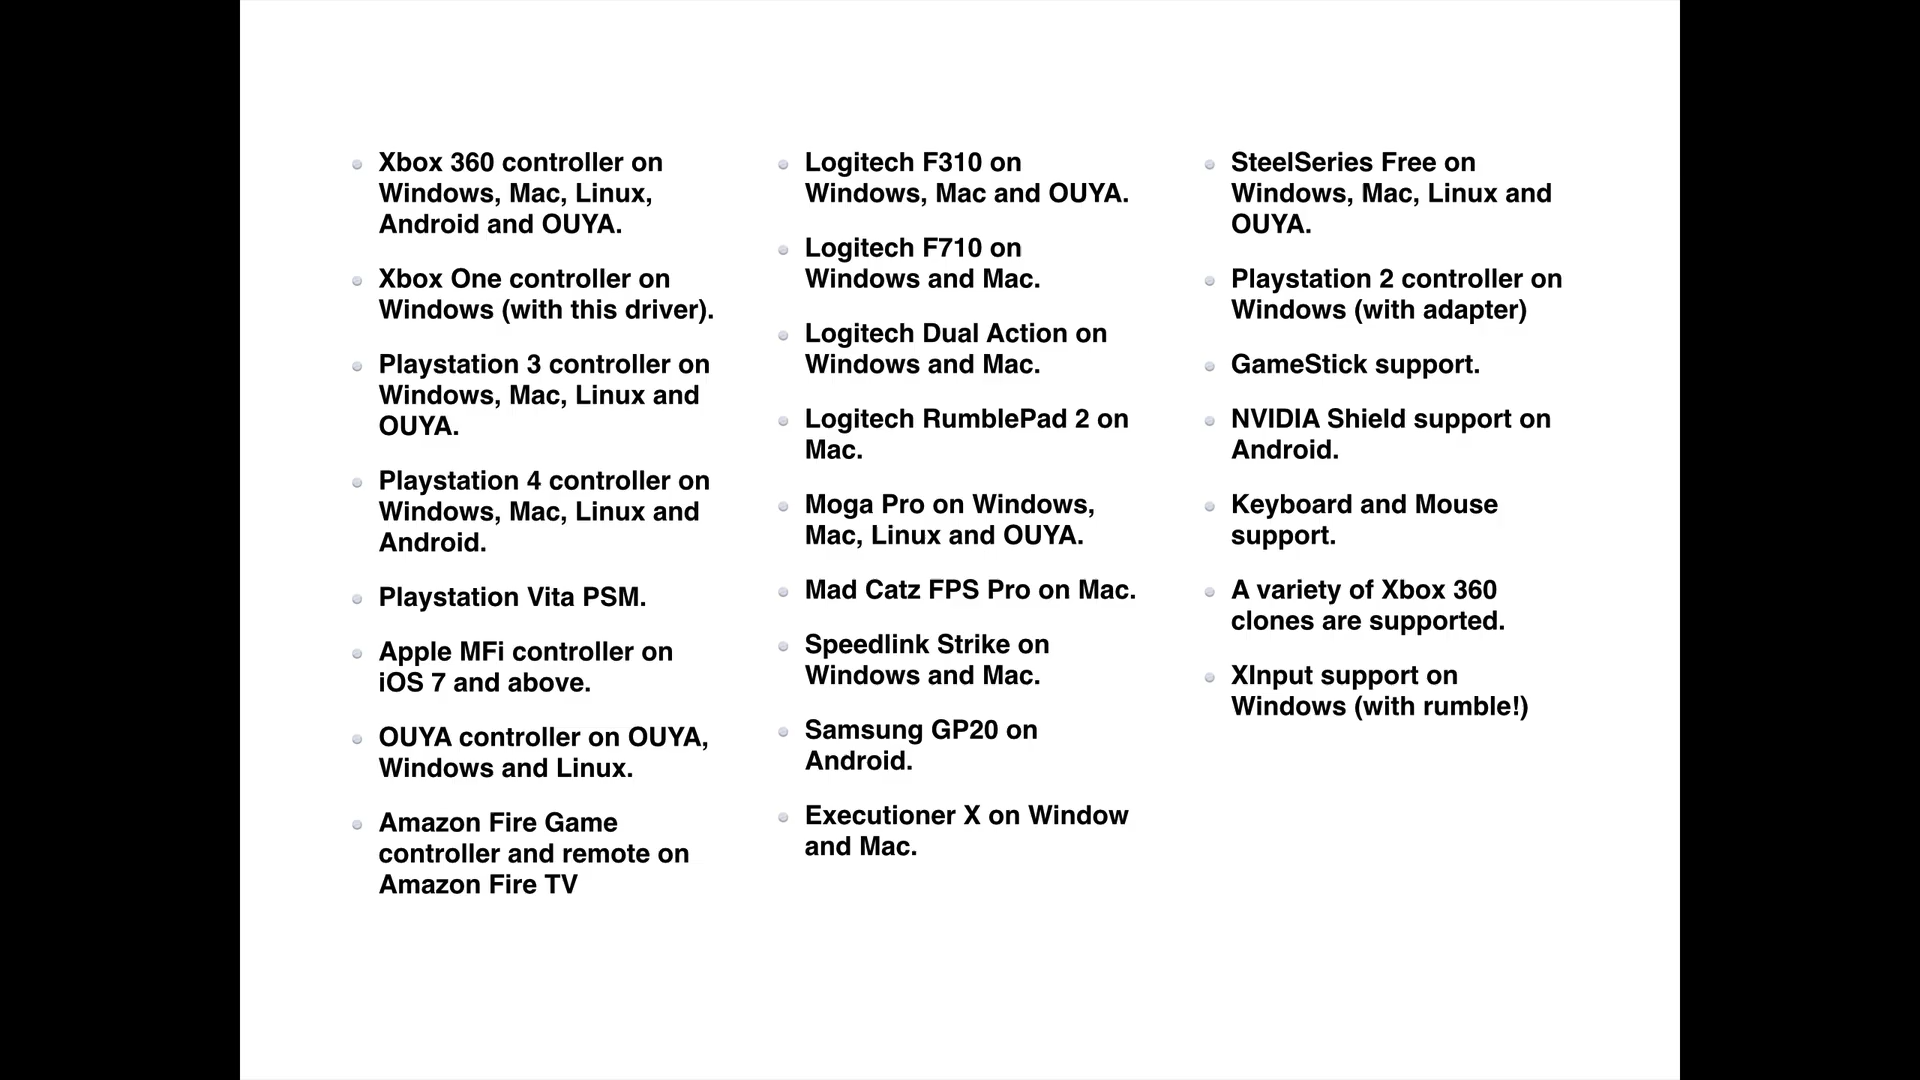 Xbox 360 controller on
Windows, Mac, Linux,
Android and OUYA.
Xbox One controller on
Windows (with this driver).
Playstation 3 controller on
Windows, Mac, Linux and
OUYA.
Playstation 4 controller on
Windows, Mac, Linux and
Android.
Playstation Vita PSM.
Apple MFi controller on
iOS 7 and above.
OUYA controller on OUYA,
Windows and Linux.
Amazon Fire Game
controller and remote on
Amazon Fire TV
Logitech F310 on
Windows, Mac and OUYA.
Logitech F710 on
Windows and Mac.
Logitech Dual Action on
Windows and Mac.
Logitech RumblePad 2 on
Mac.
Moga Pro on Windows,
Mac, Linux and OUYA.
Mad Catz FPS Pro on Mac.
Speedlink Strike on
Windows and Mac.
Samsung GP20 on
Android.
Executioner X on Window
and Mac.
SteelSeries Free on
Windows, Mac, Linux and
OUYA.
Playstation 2 controller on
Windows (with adapter)
GameStick support.
NVIDIA Shield support on
Android.
Keyboard and Mouse
support.
A variety of Xbox 360
clones are supported.
XInput support on
Windows (with rumble!)